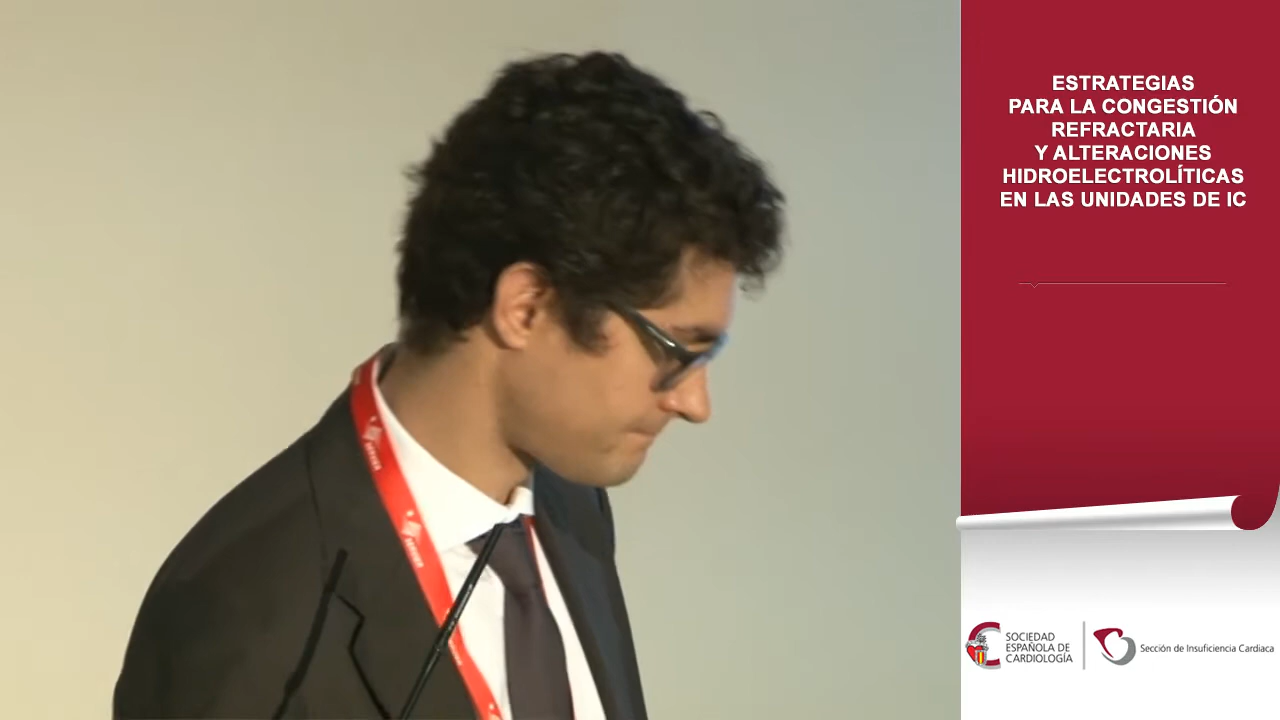 ESTRATEGIAS
PARA LA CONGESTIÓN
REFRACTARIA
Y ALTERACIONES
HIDROELECTROLÍTICAS
EN LAS UNIDADES DE IC
SOCIEDAD
ESPAÑOLA DE
CARDIOLOGÍA
Sección de Insuficiencia Cardiaca